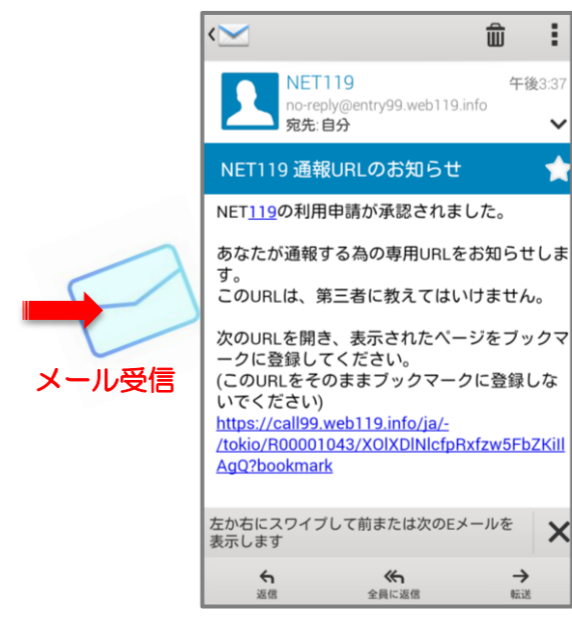 NET119
午後3:37
no-reply@entry99.web119.info
宛先: 自分
NET119 通報URLのお知らせ
NET119の利用申請が承認されました。
あなたが通報する為の専用URLをお知らせしま
す。
このURLは、第三者に教えてはいけません。
次のURLを開き、表示されたページをブックマ
ークに登録してください。
(このURLをそのままブックマークに登録しな
いでください)
https://call99.web119.info/ja/-
/tokio/R00001043/XOlXDlNlcfpRxfzw5FbZKiIl
AgQ?bookmark
メール受信
左か右にスワイプして前または次のEメールを
表示します
返信
全員に返信
転送